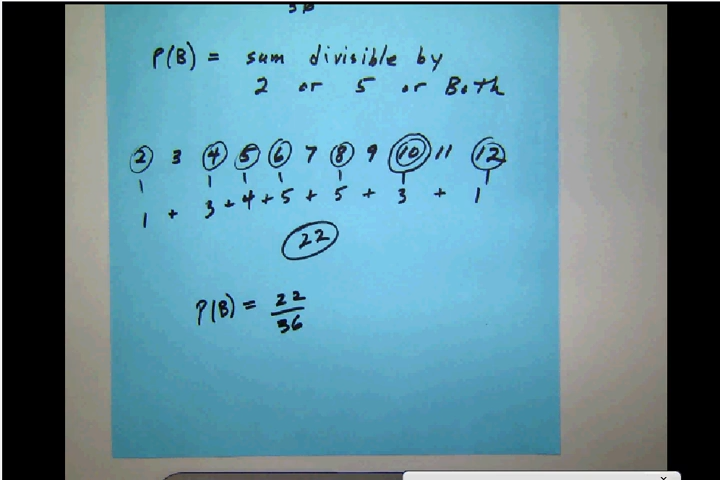 36
P(B) = sum divisible by
2 or 5 or Both
2 3 4 5 6 7 8 9 10 11 12
1 + 3 + 4 + 5 + 5 + 3 + 1
22
P(B) = 22/36